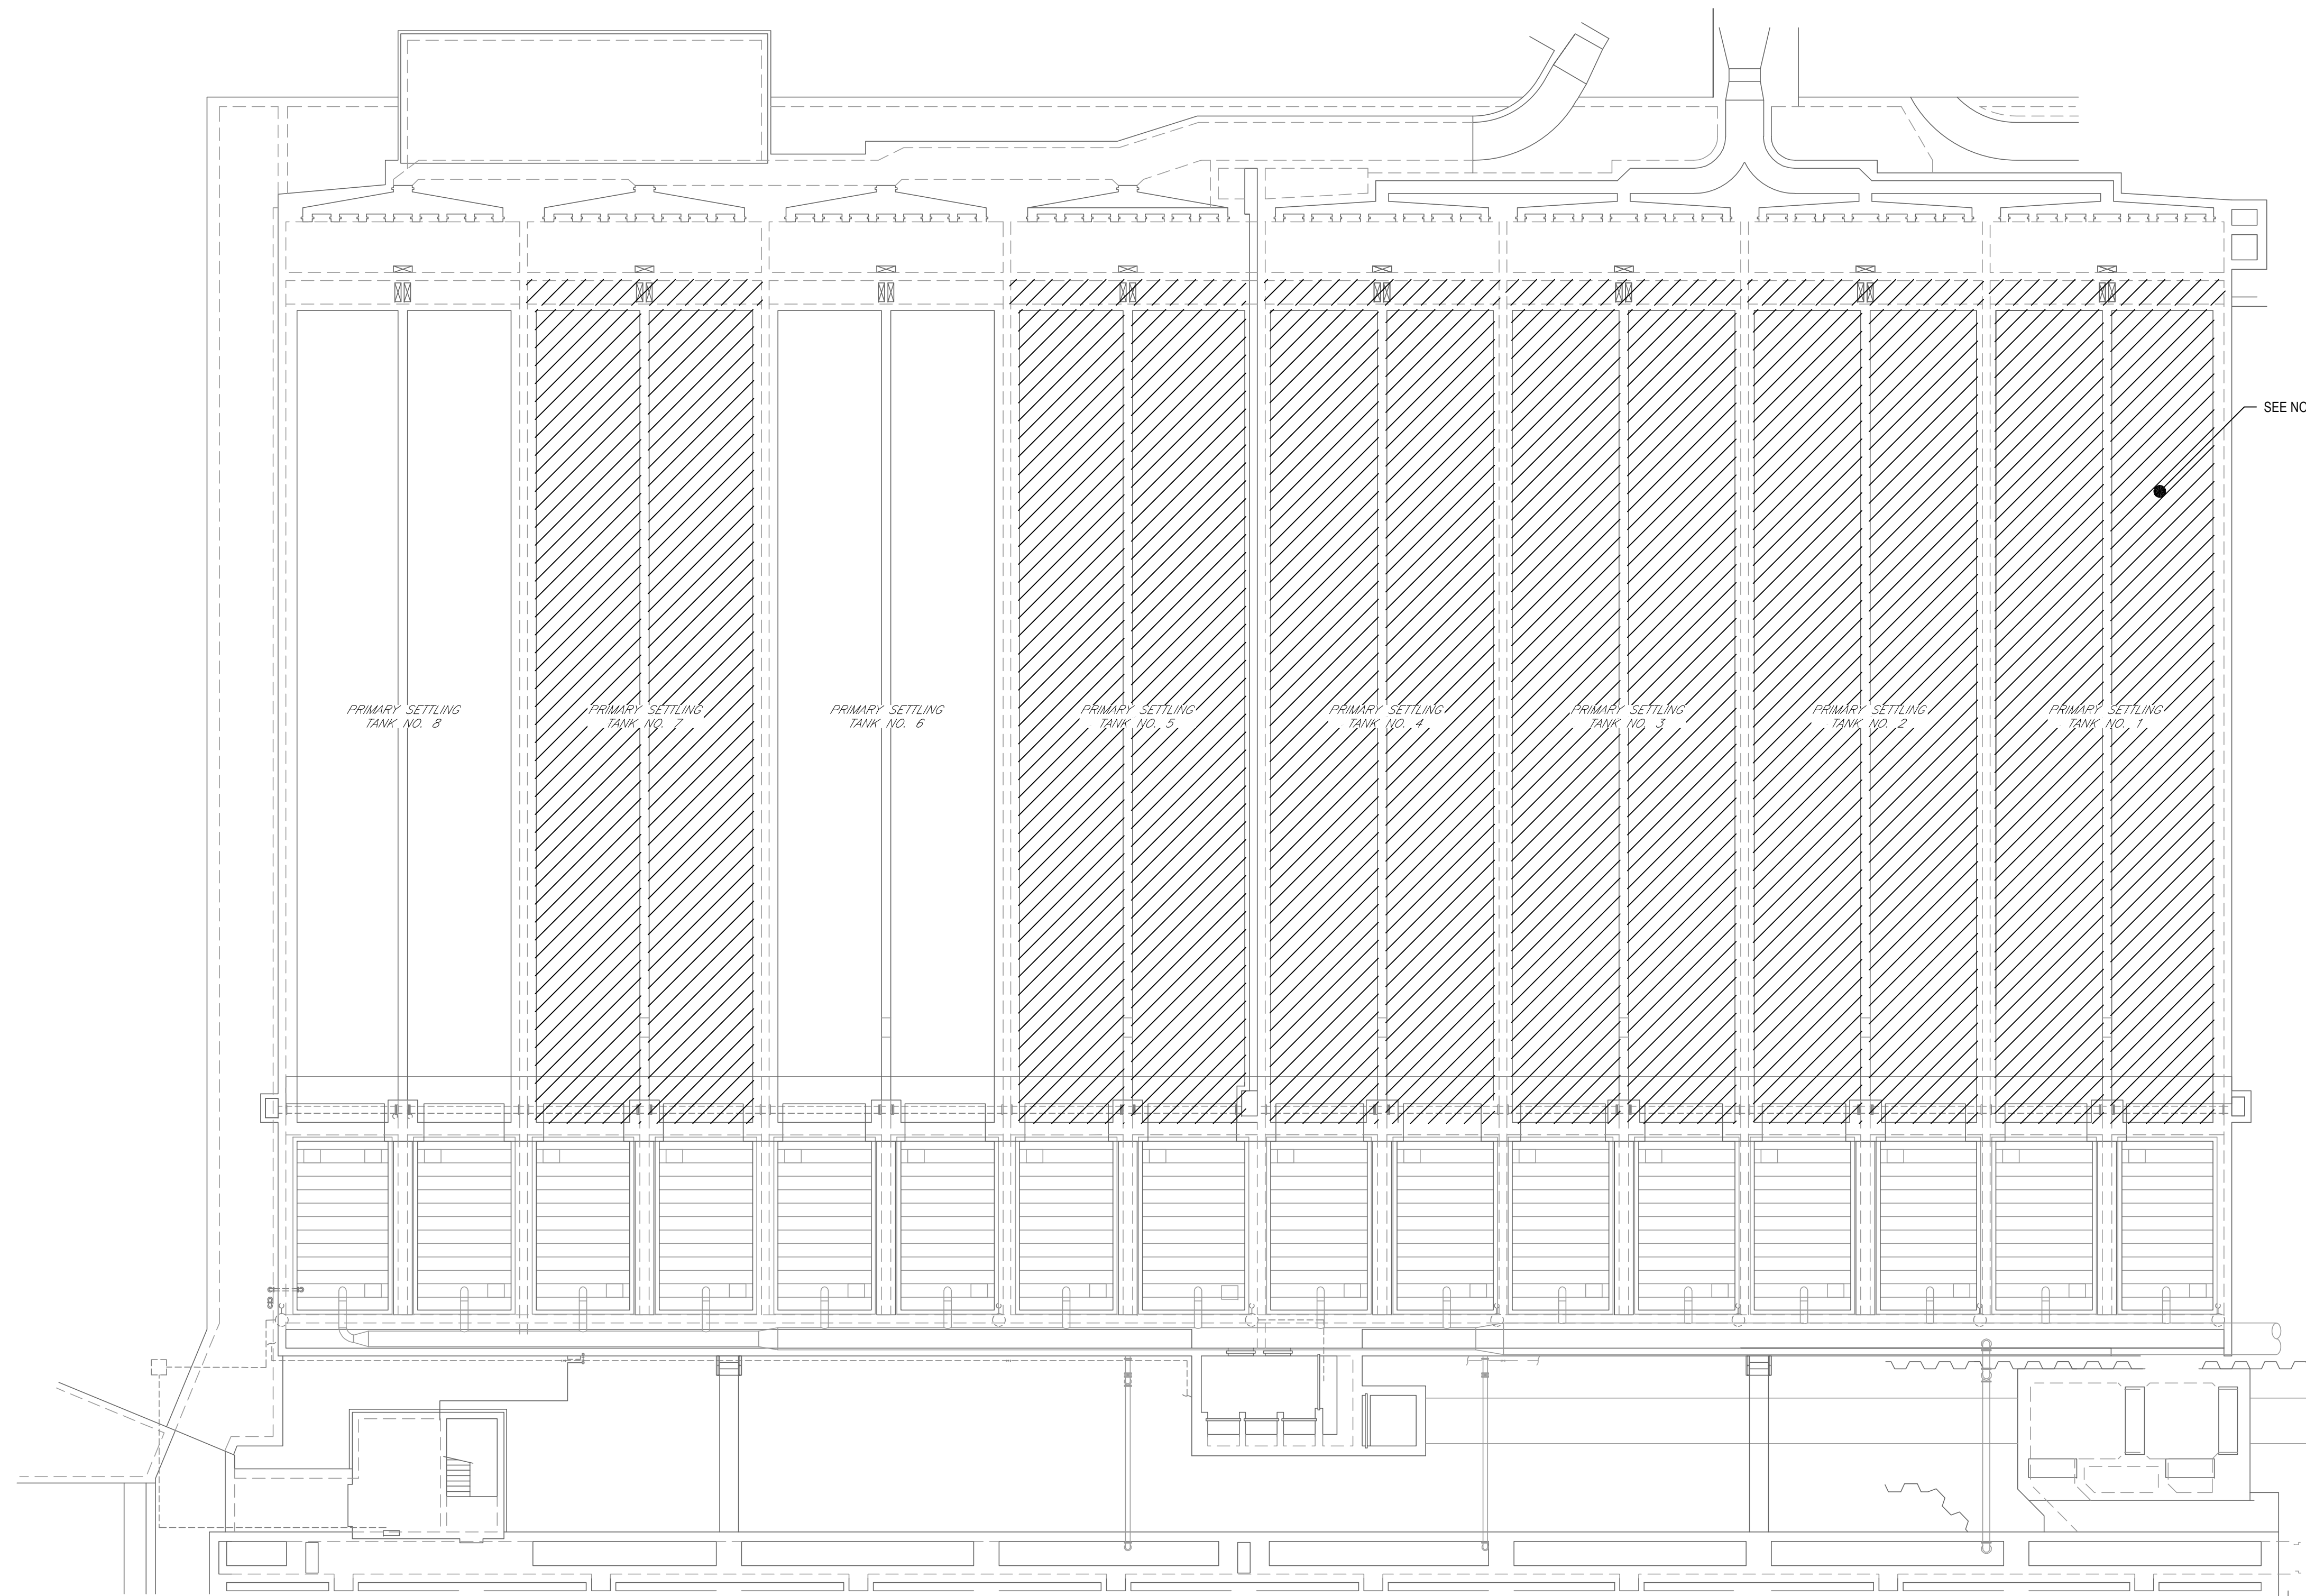 SEE NO
PRIMARY SETTLING
TANK NO. 8
PRIMARY SETTLING
TANK NO. 7
PRIMARY SETTLING
TANK NO. 6
PRIMARY SETTLING
TANK NO. 5
PRIMARY SETTLING
TANK NO. 4
PRIMARY SETTLING
TANK NO. 3
PRIMARY SETTLING
TANK NO. 2
PRIMARY SETTLING
TANK NO. 1